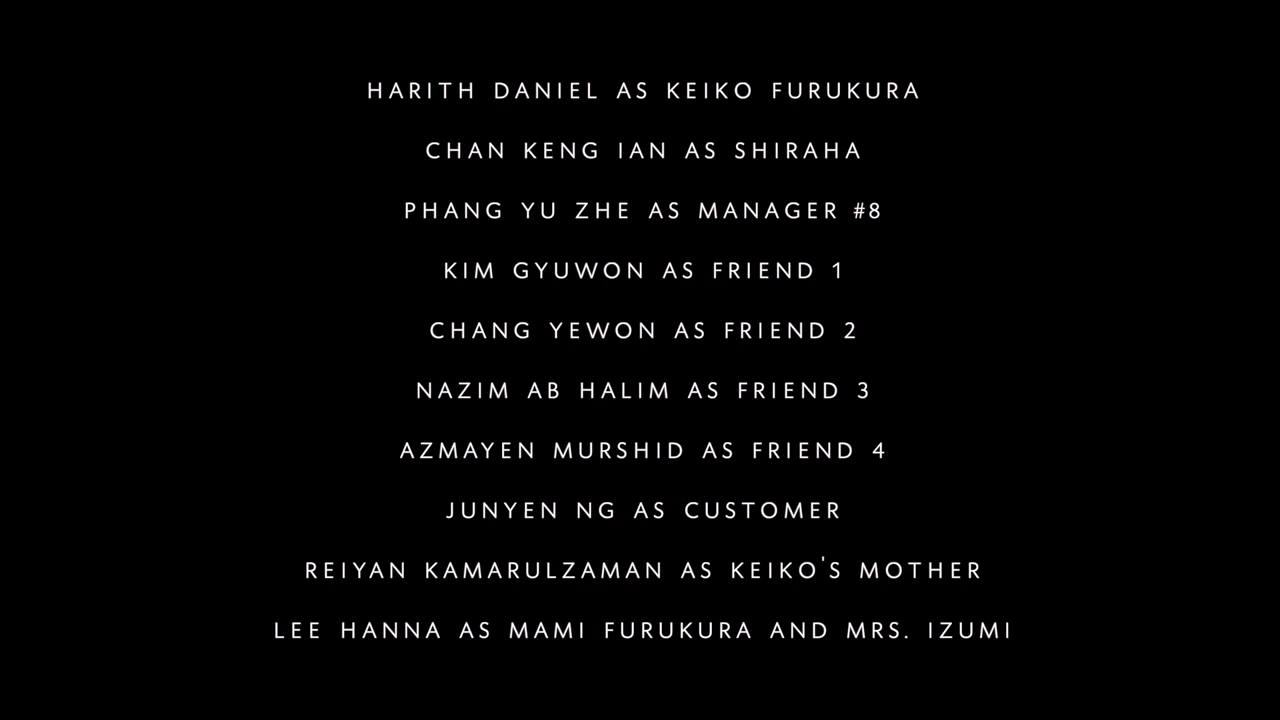 HARITH DANIEL AS KEIKO FURUKURA
CHAN KENG IAN AS SHIRAHA
PHANG YU ZHE AS MANAGER #8
KIM GYUWON AS FRIEND 1
CHANG YEWON AS FRIEND 2
NAZIM AB HALIM AS FRIEND 3
AZMAYEN MURSHID AS FRIEND 4
JUNYEN NG AS CUSTOMER
REIYAN KAMARULZAMAN AS KEIKO'S MOTHER
LEE HANNA AS MAMI FURUKURA AND MRS. IZUMI